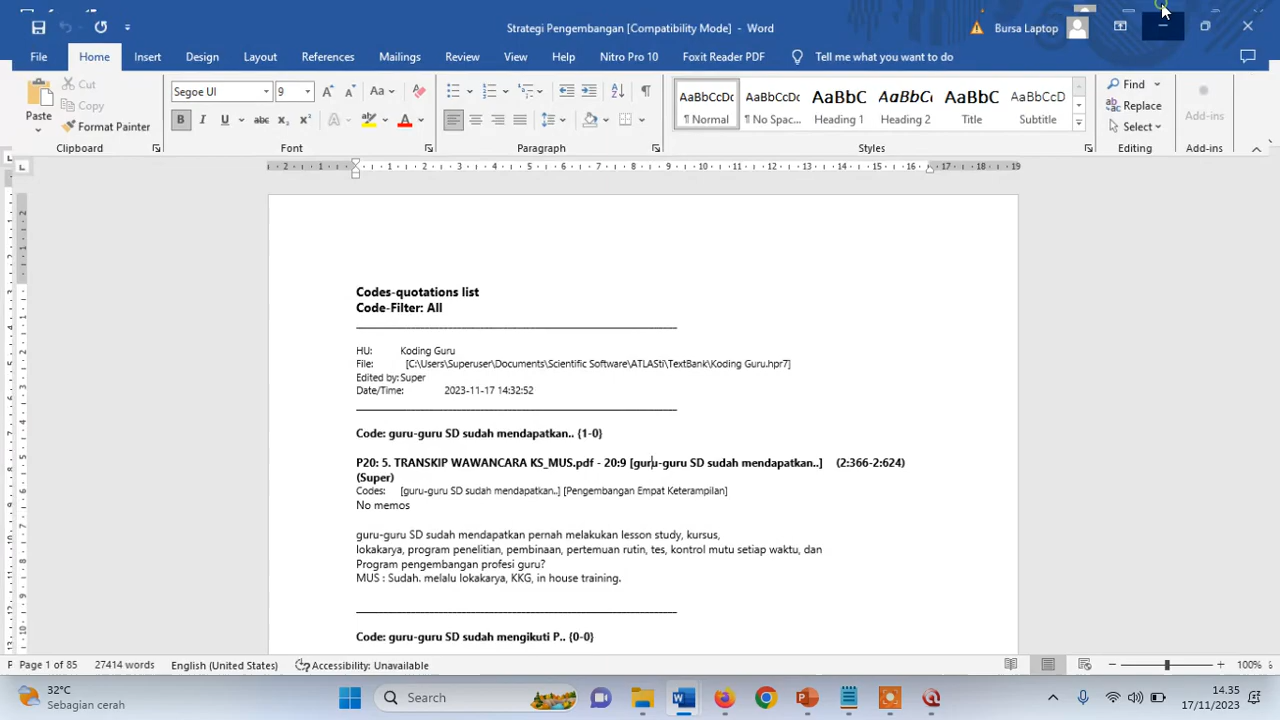 Strategi Pengembangan [Compatibility Mode] - Word
Bursa Laptop
File Home Insert Design Layout References Mailings Review View Help Nitro Pro 10 Foxit Reader PDF Tell me what you want to do
Paste
Cut
Copy
Format Painter
Clipboard
Segoe UI 9
Font
Paragraph
AaBbCcDc AaBbCcDc AaBbC AaBbC AaBbC AaBbCcD
¶ Normal ¶ No Spac... Heading 1 Heading 2 Title Subtitle
Styles
Find
Replace
Select
Editing
Add-ins
Add-ins
Codes-quotations list
Code-Filter: All
HU: Koding Guru
File: [C:\Users\Superuser\Documents\Scientific Software\ATLASti\TextBank\Koding Guru.hpr7]
Edited by: Super
Date/Time: 2023-11-17 14:32:52
Code: guru-guru SD sudah mendapatkan.. {1-0}
P20: 5. TRANSKIP WAWANCARA KS_MUS.pdf - 20:9 [guru-guru SD sudah mendapatkan..] (2:366-2:624)
(Super)
Codes: [guru-guru SD sudah mendapatkan..] [Pengembangan Empat Keterampilan]
No memos
guru-guru SD sudah mendapatkan pernah melakukan lesson study, kursus,
lokakarya, program penelitian, pembinaan, pertemuan rutin, tes, kontrol mutu setiap waktu, dan
Program pengembangan profesi guru?
MUS : Sudah. melalu lokakarya, KKG, in house training.
Code: guru-guru SD sudah mengikuti P.. {0-0}
Page 1 of 85 27414 words English (United States) Accessibility: Unavailable 100%
32°C
Sebagian cerah
Search
14.35
17/11/2023